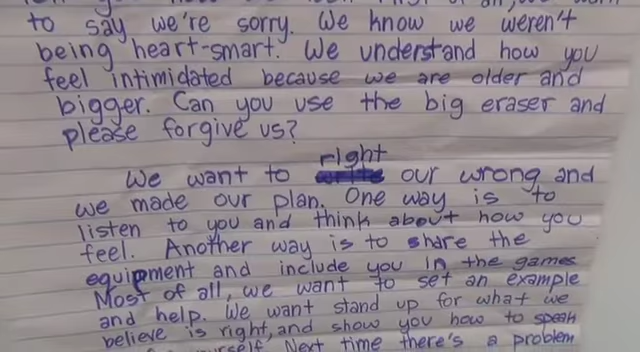 to say we're sorry. We know we weren't
being heart-smart. We understand how you
feel intimidated because we are older and
bigger. Can you use the big eraser and
please forgive us?
right
We want to our wrong and
we made our plan. One way is to
listen to you and think about how you
feel. Another way is to share the
equipment and include you in the games
Most of all, we want to set an example
and help. We want stand up for what we
believe is right, and show you how to speak
Next time there's a problem